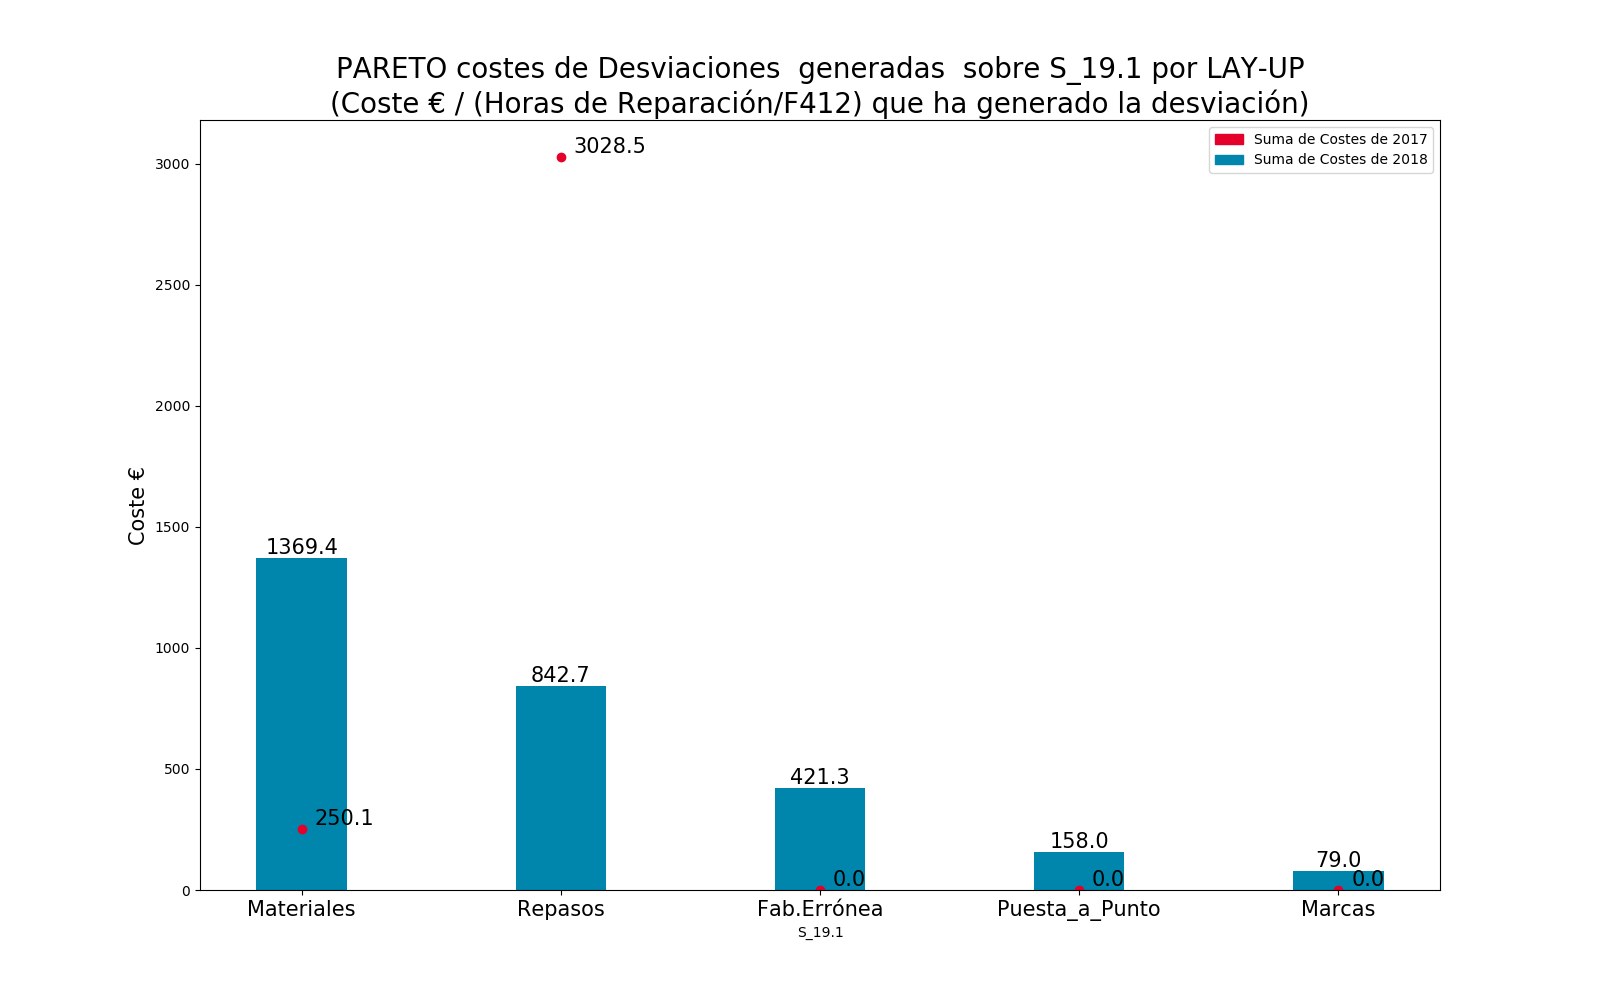 PARETO costes de Desviaciones  generadas  sobre S_19.1 por LAY-UP
(Coste € / (Horas de Reparación/F412) que ha generado la desviación)
Suma de Costes de 2017
Suma de Costes de 2018
3028.5
3000
2500
2000
1500
1000
500
0
Coste €
1369.4
842.7
421.3
158.0
79.0
250.1
0.0
0.0
0.0
Materiales
Repasos
Fab.Errónea
Puesta_a_Punto
Marcas
S_19.1